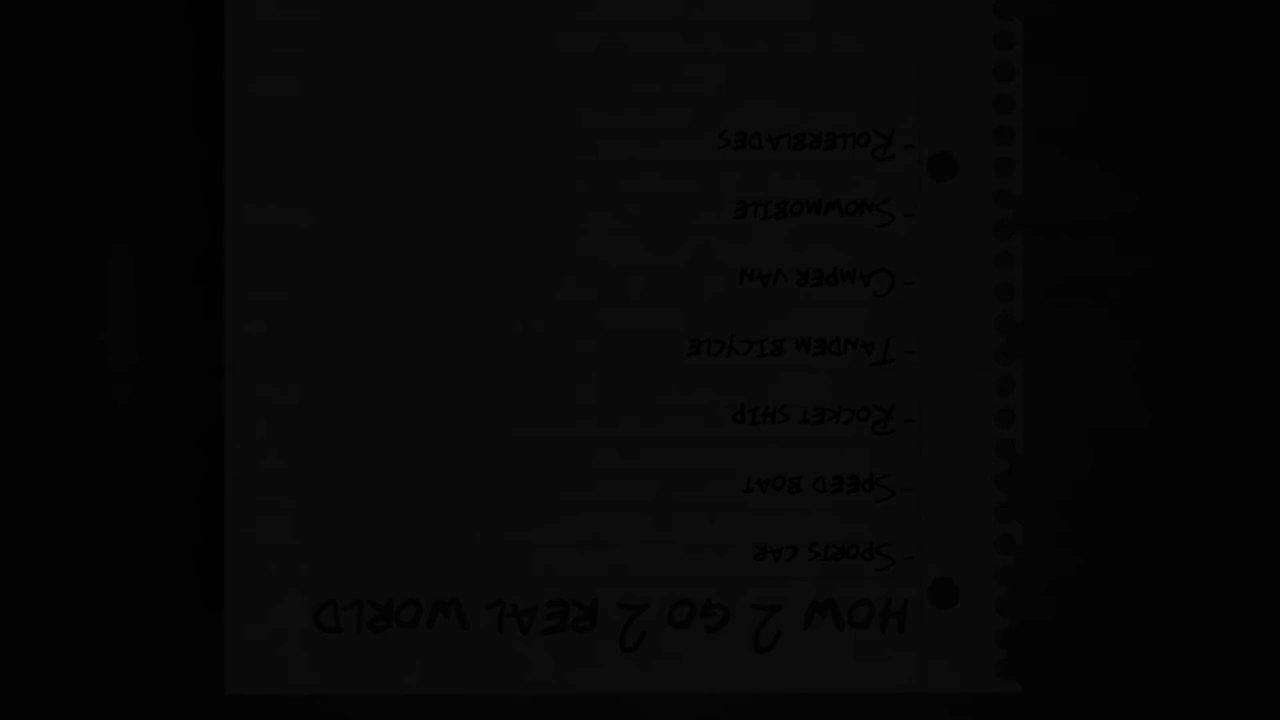 HOW 2 GO 2 REAL WORLD
- SPORTS CAR
- SPEED BOAT
- ROCKET SHIP
- TANDEM BICYCLE
- CAMPER VAN
- SNOWMOBILE
- ROLLERBLADES